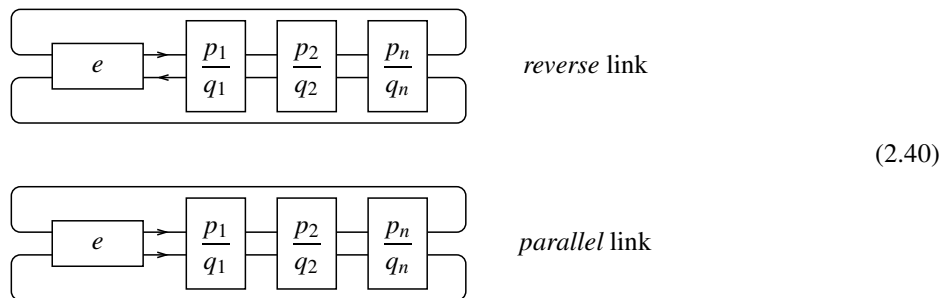 e p₁/q₁ p₂/q₂ pₙ/qₙ reverse link
(2.40)
e p₁/q₁ p₂/q₂ pₙ/qₙ parallel link